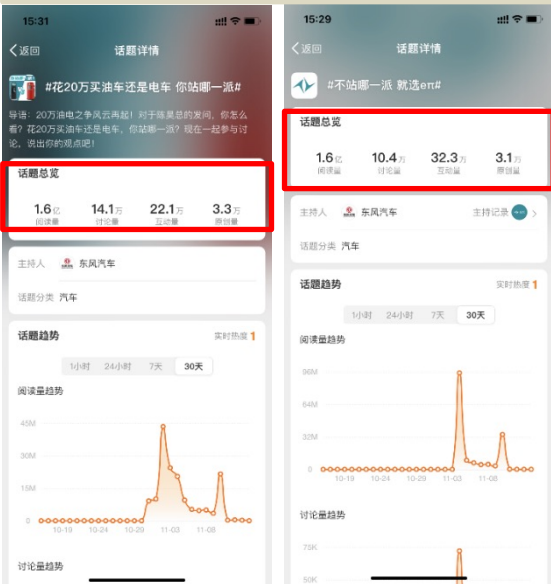 15:31
返回
话题详情
#花20万买油车还是电车 你站哪一派#
导语：20万油电之争风云再起！对于陈昊总的发问，你怎么
看？花20万买油车还是电车，你站哪一派？现在一起参与讨
论，说出你的观点吧！
话题总览
1.6亿 14.1万 22.1万 3.3万
阅读量 讨论量 互动量 原创量
主持人 东风汽车
话题分类 汽车
话题趋势 实时热度 1
1小时 24小时 7天 30天
阅读量趋势
45M
30M
15M
0
10-19 10-24 10-29 11-03 11-08
讨论量趋势
15:29
返回
话题详情
#不站哪一派 就选eπ#
话题总览
1.6亿 10.4万 32.3万 3.1万
阅读量 讨论量 互动量 原创量
主持人 东风汽车 主持记录
话题分类 汽车
话题趋势 实时热度 1
1小时 24小时 7天 30天
阅读量趋势
96M
64M
32M
0
10-19 10-24 10-29 11-03 11-08
讨论量趋势
75K
50K